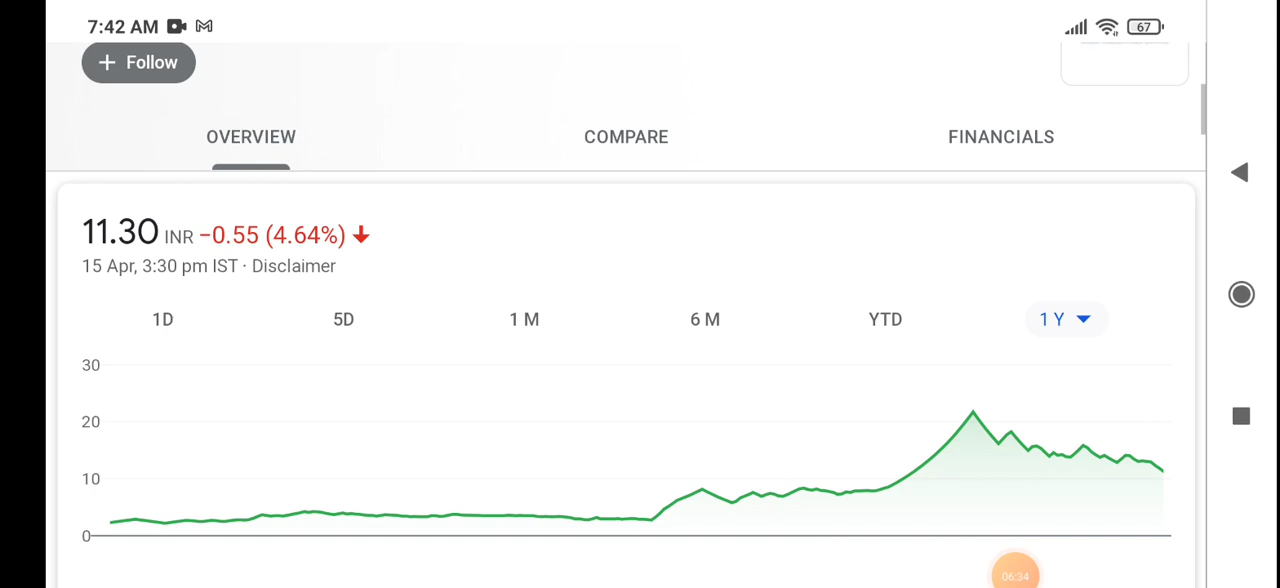 7:42 AM
67
+ Follow
OVERVIEW
COMPARE
FINANCIALS
11.30 INR −0.55 (4.64%)
15 Apr, 3:30 pm IST · Disclaimer
1D
5D
1 M
6 M
YTD
1 Y
30
20
10
0
06:34